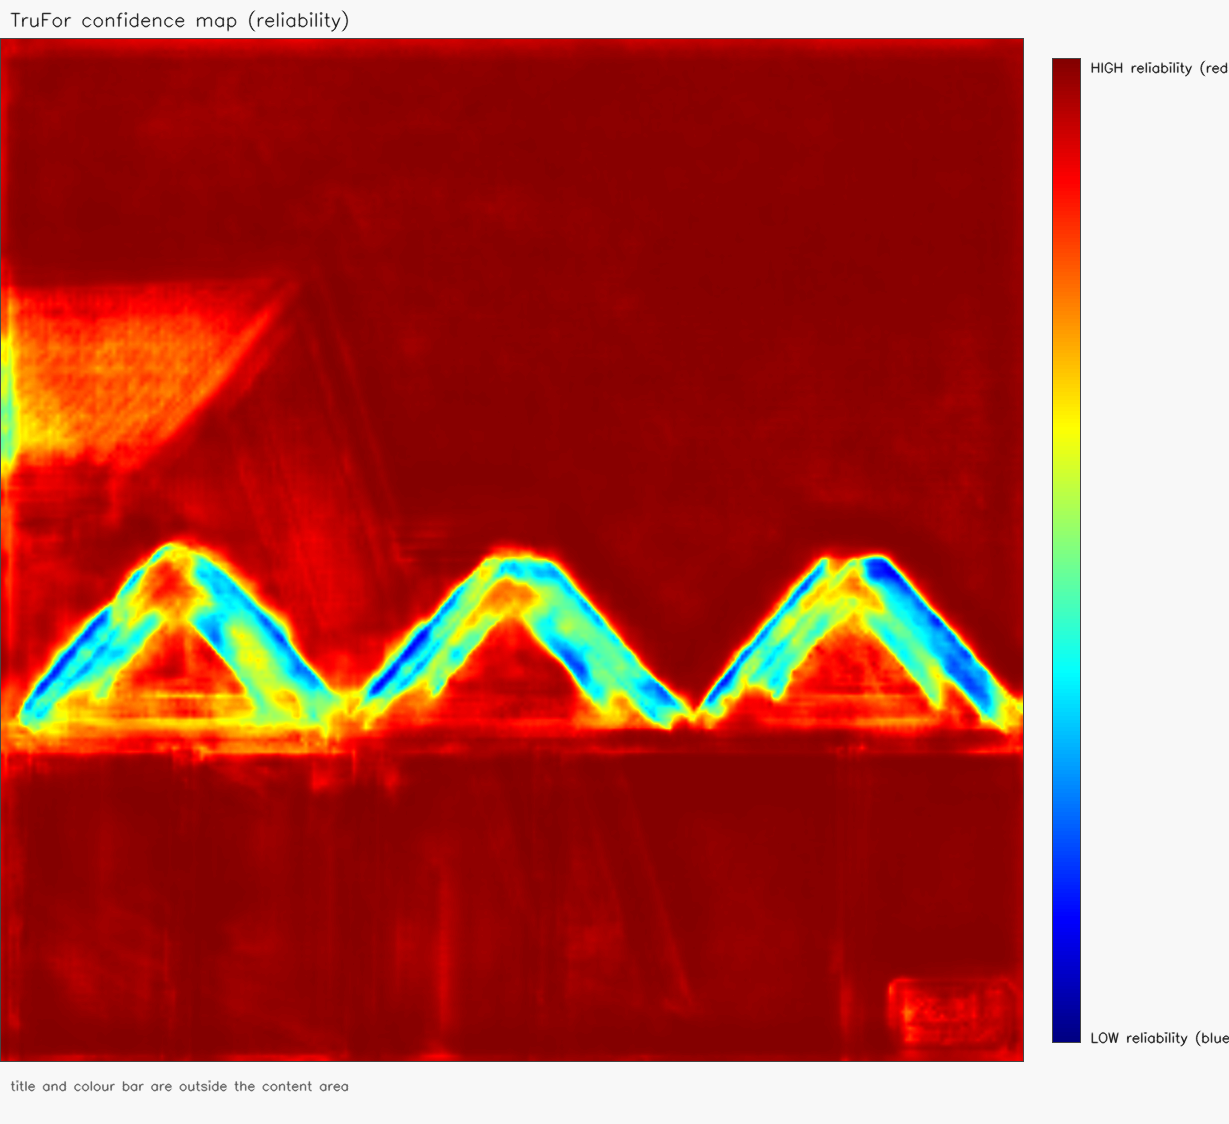 TruFor confidence map (reliability)
HIGH reliability (red
LOW reliability (blue
title and colour bar are outside the content area